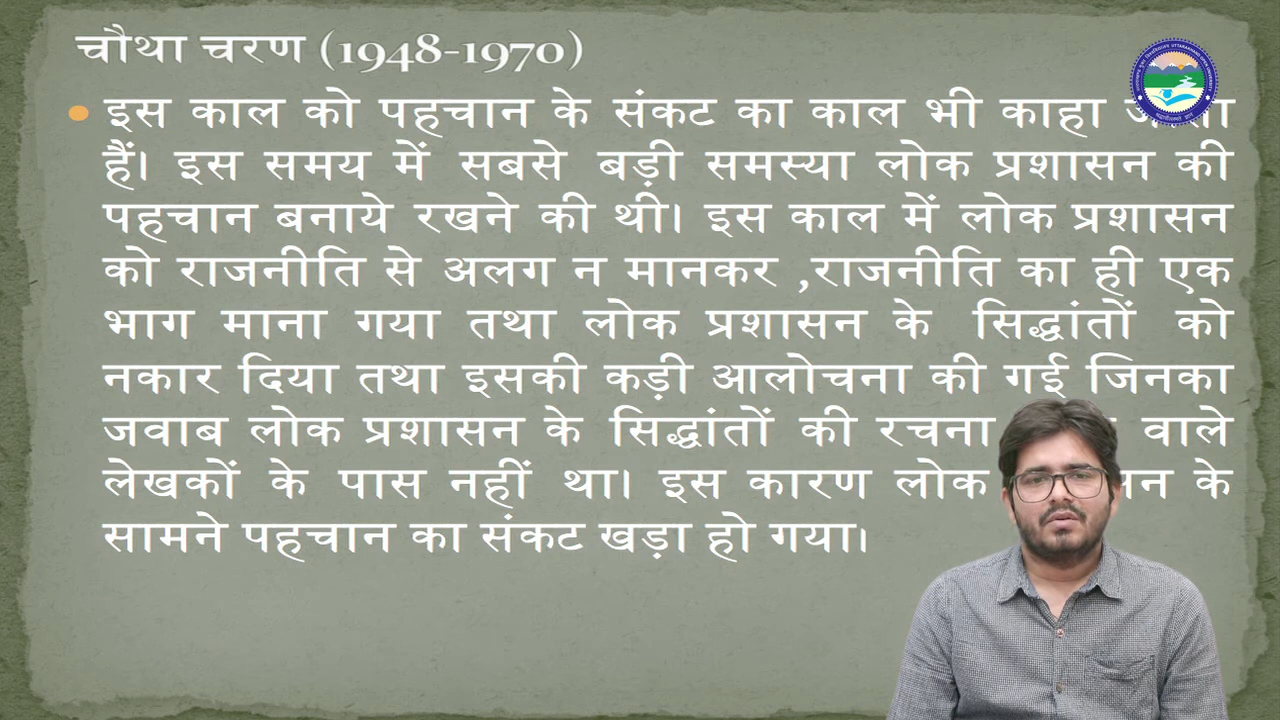 चौथा चरण (1948-1970)
इस काल को पहचान के संकट का काल भी काहा
हैं। इस समय में सबसे बड़ी समस्या लोक प्रशासन की
पहचान बनाये रखने की थी। इस काल में लोक प्रशासन
को राजनीति से अलग न मानकर ,राजनीति का ही एक
भाग माना गया तथा लोक प्रशासन के सिद्धांतों को
नकार दिया तथा इसकी कड़ी आलोचना की गई जिनका
जवाब लोक प्रशासन के सिद्धांतों की रचना वाले
लेखकों के पास नहीं था। इस कारण लोक के
सामने पहचान का संकट खड़ा हो गया।